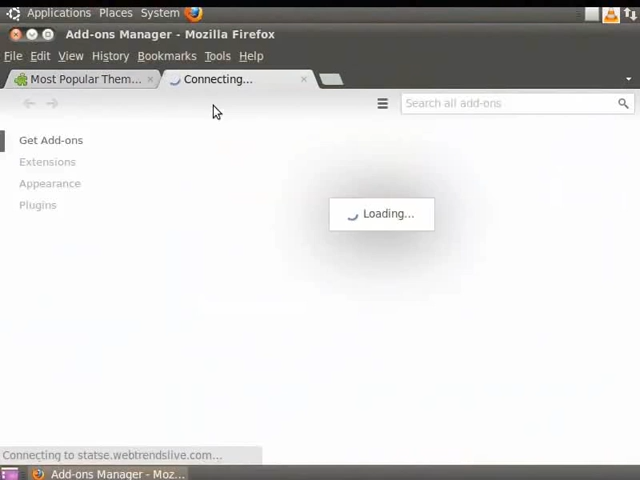 Applications Places System
Add-ons Manager - Mozilla Firefox
File Edit View History Bookmarks Tools Help
Most Popular Them... Connecting...
Search all add-ons
Get Add-ons
Extensions
Appearance
Plugins
Loading...
Connecting to statse.webtrendslive.com...
Add-ons Manager - Moz...